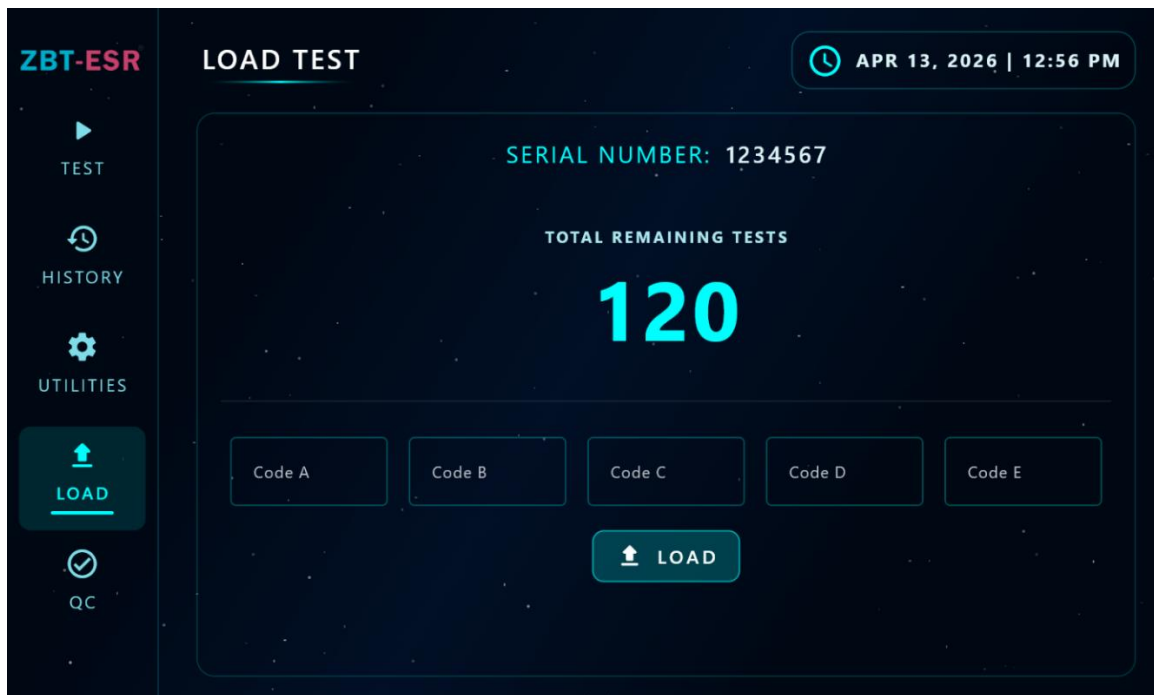 ZBT-ESR
TEST
HISTORY
UTILITIES
LOAD
QC
LOAD TEST
APR 13, 2026 | 12:56 PM
SERIAL NUMBER: 1234567
TOTAL REMAINING TESTS
120
Code A
Code B
Code C
Code D
Code E
LOAD